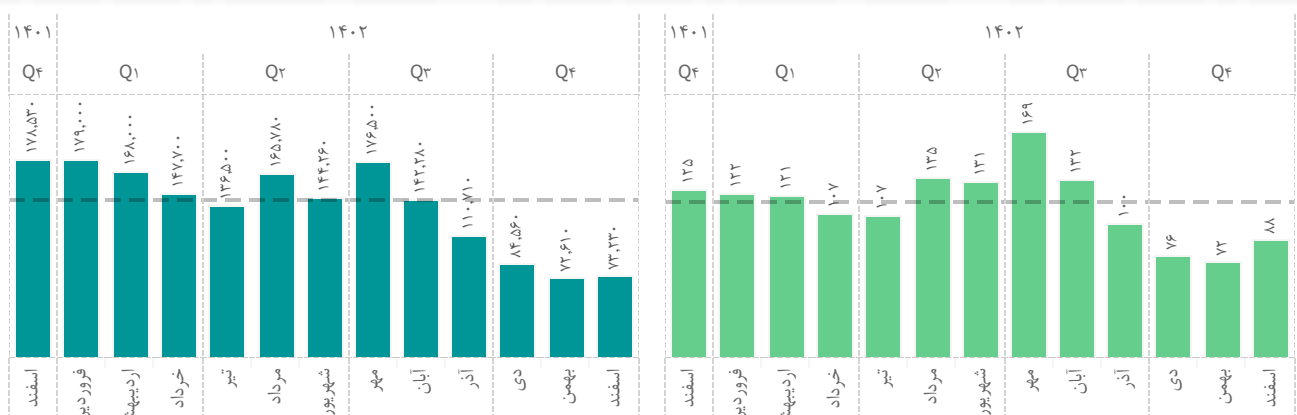 ۱۴۰۱ ۱۴۰۲
Q۴ Q۱ Q۲ Q۳ Q۴
۱۷۸,۵۳۰ ۱۷۹,۰۰۰ ۱۶۸,۰۰۰ ۱۴۷,۷۰۰ ۱۳۶,۵۰۰ ۱۶۵,۷۸۰ ۱۴۴,۲۶۰ ۱۷۶,۵۰۰ ۱۴۲,۲۸۰ ۱۱۰,۷۱۰ ۸۴,۵۶۰ ۷۲,۶۱۰ ۷۳,۲۳۰
اسفند فروردین اردیبهش خرداد تیر مرداد شهریور مهر آبان آذر دی بهمن اسفند
۱۴۰۱ ۱۴۰۲
Q۴ Q۱ Q۲ Q۳ Q۴
۱۲۵ ۱۲۲ ۱۲۱ ۱۰۷ ۱۰۷ ۱۳۵ ۱۳۱ ۱۶۹ ۱۳۲ ۱۰۰ ۷۶ ۷۲ ۸۸
اسفند فروردین اردیبهش خرداد تیر مرداد شهریور مهر آبان آذر دی بهمن اسفند